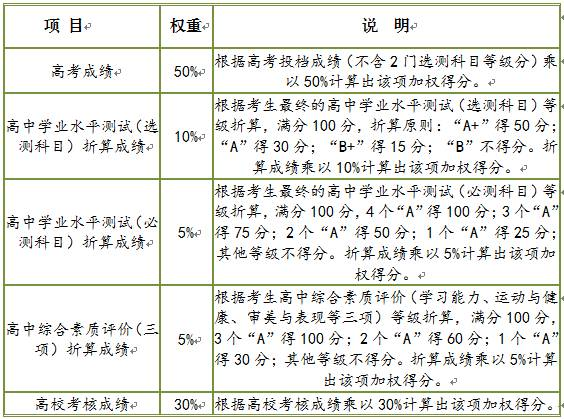 项 目 权重 说 明
高考成绩 50% 根据高考投档成绩（不含2门选测科目等级分）乘
以50%计算出该项加权得分。
高中学业水平测试（选
测科目）折算成绩 10% 根据考生最终的高中学业水平测试（选测科目）等
级折算，满分100分，折算原则：“A+”得50分；
“A”得30分；“B+”得15分；“B”不得分。折
算成绩乘以10%计算出该项加权得分。
高中学业水平测试（必
测科目）折算成绩 5% 根据考生最终的高中学业水平测试（必测科目）等
级折算，满分100分，4个“A”得100分；3个“A”
得75分；2个“A”得50分；1个“A”得25分；
其他等级不得分。折算成绩乘以5%计算出该项加
权得分。
高中综合素质评价（三
项）折算成绩 5% 根据考生高中综合素质评价（学习能力、运动与健
康、审美与表现等三项）等级折算，满分100分，
3个“A”得100分；2个“A”得60分；1个“A”
得30分；其他等级不得分。折算成绩乘以5%计算
出该项加权得分。
高校考核成绩 30% 根据高校考核成绩乘以30%计算出该项加权得分。